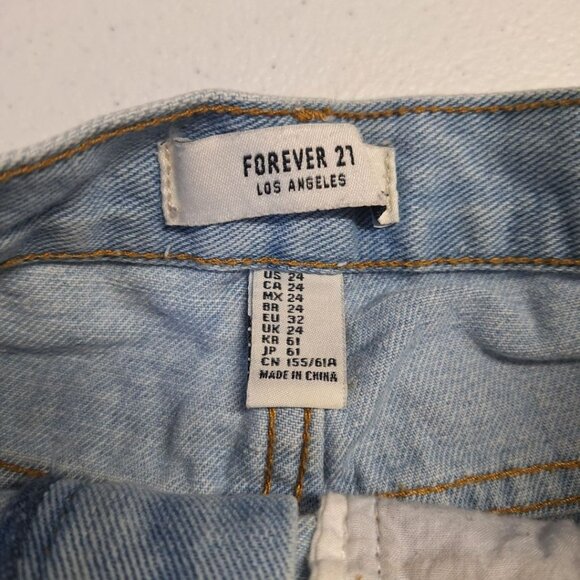 FOREVER 21
LOS ANGELES
US 24
CA 24
MX 24
BR 24
EU 32
UK 24
KR 61
JP 61
CN 155/61A
MADE IN CHINA